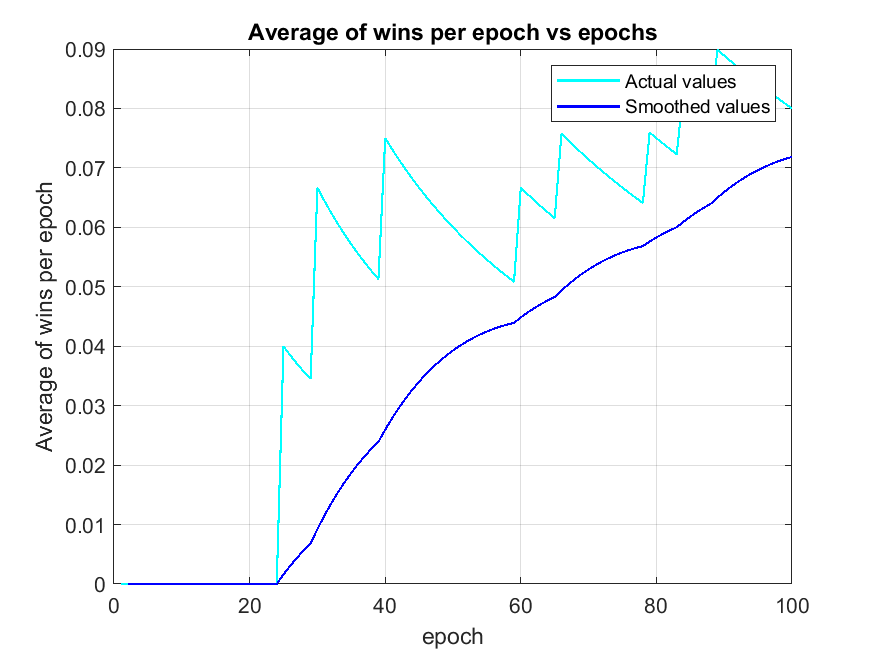 Average of wins per epoch vs epochs
Average of wins per epoch
0.09
0.08
0.07
0.06
0.05
0.04
0.03
0.02
0.01
0
Actual values
Smoothed values
0 20 40 60 80 100
epoch